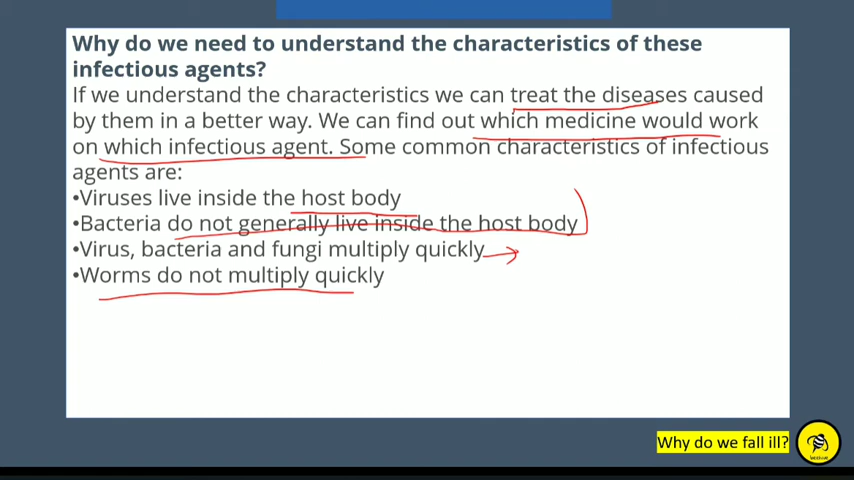 Why do we need to understand the characteristics of these
infectious agents?
If we understand the characteristics we can treat the diseases caused
by them in a better way. We can find out which medicine would work
on which infectious agent. Some common characteristics of infectious
agents are:
•Viruses live inside the host body
•Bacteria do not generally live inside the host body
•Virus, bacteria and fungi multiply quickly
•Worms do not multiply quickly
Why do we fall ill?